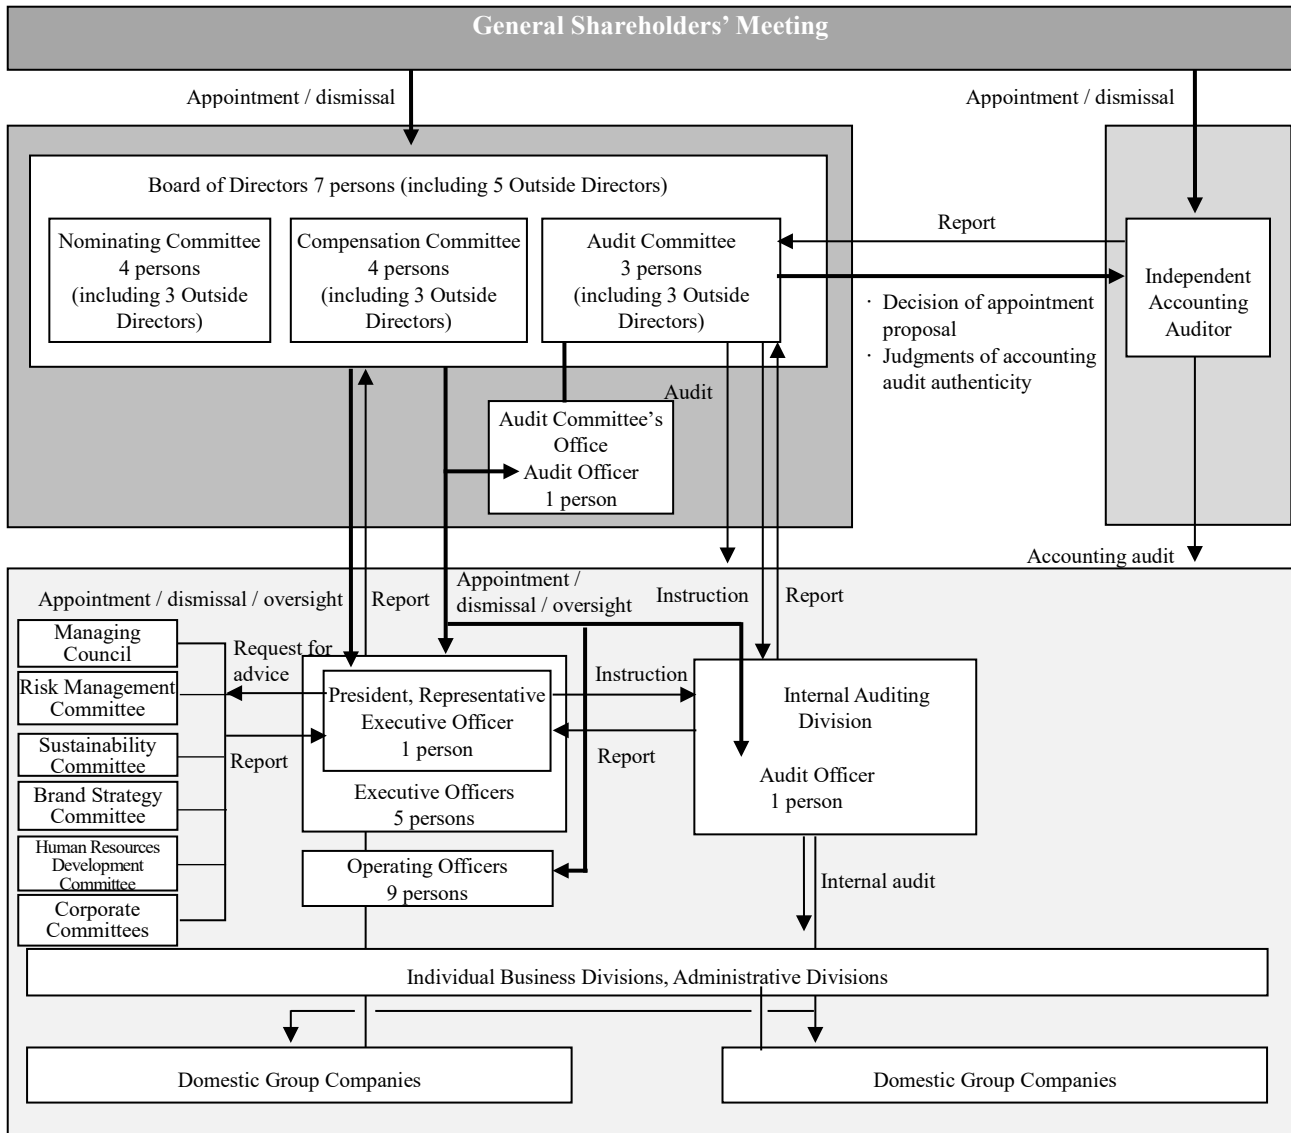 General Shareholders’ Meeting
Appointment / dismissal
Appointment / dismissal
Board of Directors 7 persons (including 5 Outside Directors)
Nominating Committee
4 persons
(including 3 Outside
Directors)
Compensation Committee
4 persons
(including 3 Outside
Directors)
Audit Committee
3 persons
(including 3 Outside
Directors)
Report
· Decision of appointment
proposal
· Judgments of accounting
audit authenticity
Independent
Accounting
Auditor
Audit
Audit Committee’s
Office
Audit Officer
1 person
Accounting audit
Appointment / dismissal / oversight
Report
Appointment /
dismissal / oversight
Instruction
Report
Managing
Council
Risk Management
Committee
Sustainability
Committee
Brand Strategy
Committee
Human Resources
Development
Committee
Corporate
Committees
Request for
advice
Report
President, Representative
Executive Officer
1 person
Executive Officers
5 persons
Operating Officers
9 persons
Instruction
Report
Internal Auditing
Division
Audit Officer
1 person
Internal audit
Individual Business Divisions, Administrative Divisions
Domestic Group Companies
Domestic Group Companies